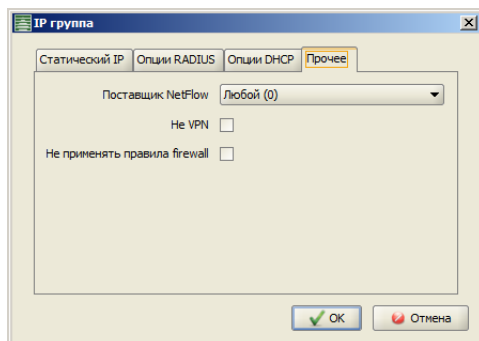 IP группа
Статический IP Опции RADIUS Опции DHCP Прочее
Поставщик NetFlow Любой (0)
Не VPN
Не применять правила firewall
OK Отмена